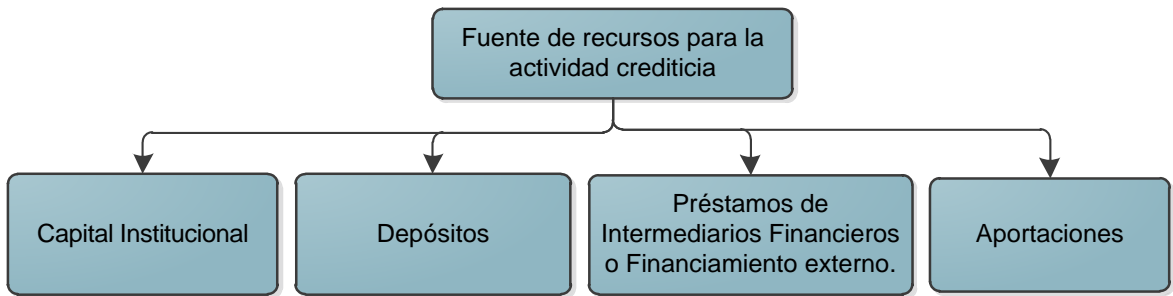 Fuente de recursos para la
actividad crediticia
Capital Institucional
Depósitos
Préstamos de
Intermediarios Financieros
o Financiamiento externo.
Aportaciones